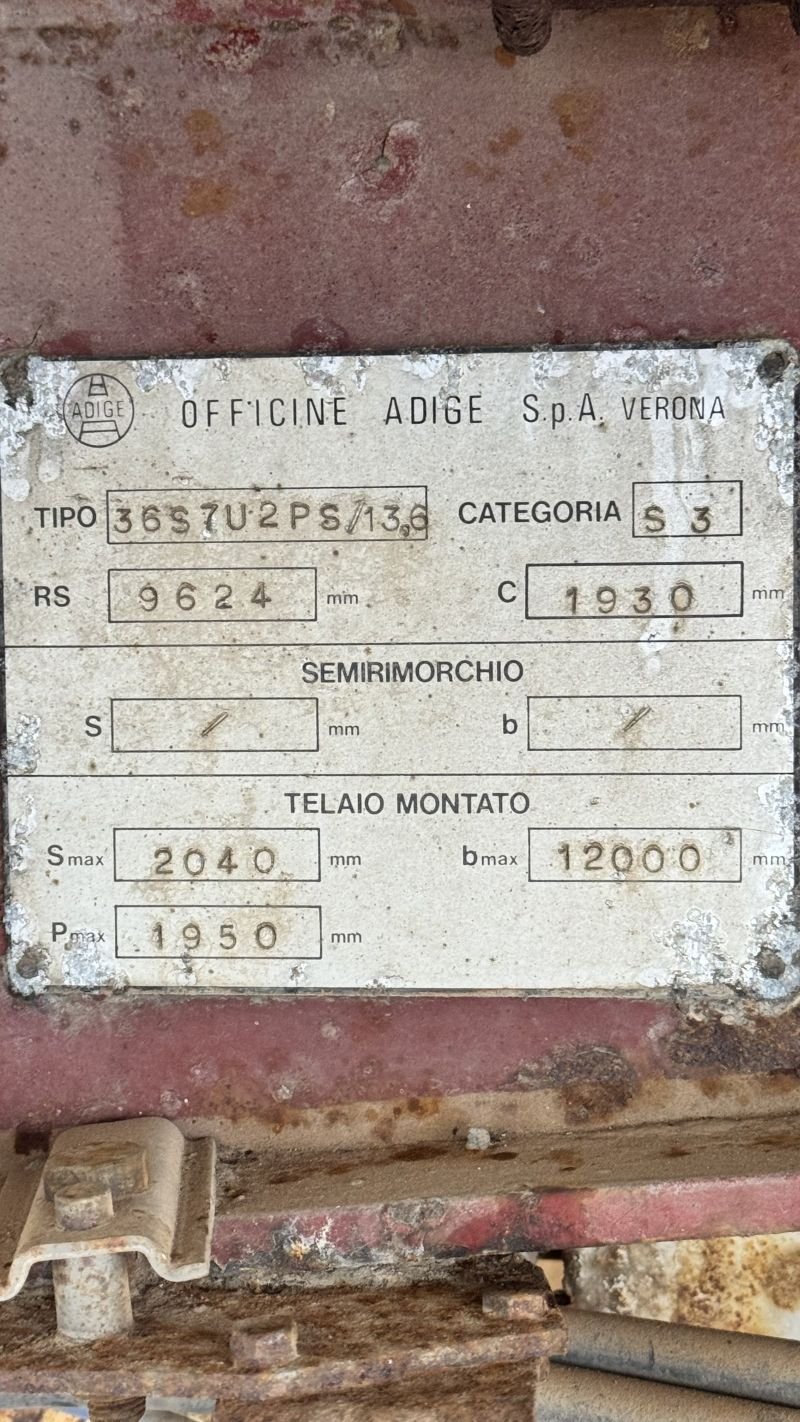 ADIGE OFFICINE ADIGE S.p.A. VERONA
TIPO 36S7U2PS/13,6 CATEGORIA S 3
RS 9624 mm C 1930 mm
SEMIRIMORCHIO
S / mm b / mm
TELAIO MONTATO
Smax 2040 mm bmax 12000 mm
Pmax 1950 mm